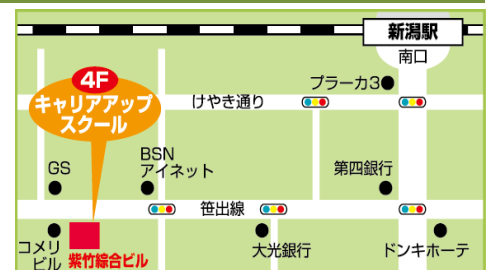 新潟駅
南口
プラーカ3
4F
キャリアアップ
スクール
けやき通り
GS
BSN
アイネット
第四銀行
笹出線
コメリ
ビル
紫竹綜合ビル
大光銀行
ドンキホーテ